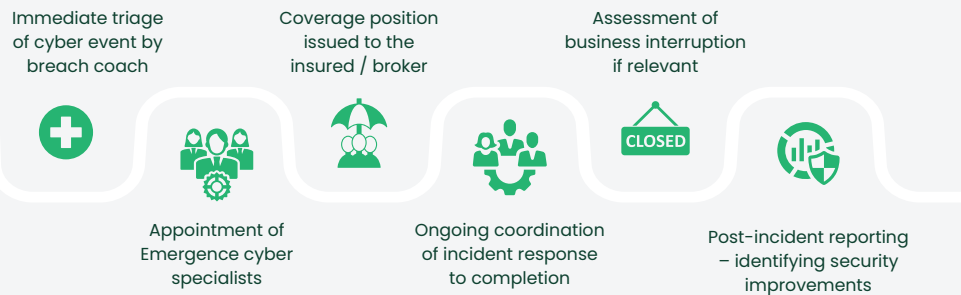 Immediate triage
of cyber event by
breach coach
Appointment of
Emergence cyber
specialists
Coverage position
issued to the
insured / broker
Ongoing coordination
of incident response
to completion
Assessment of
business interruption
if relevant
CLOSED
Post-incident reporting
– identifying security
improvements